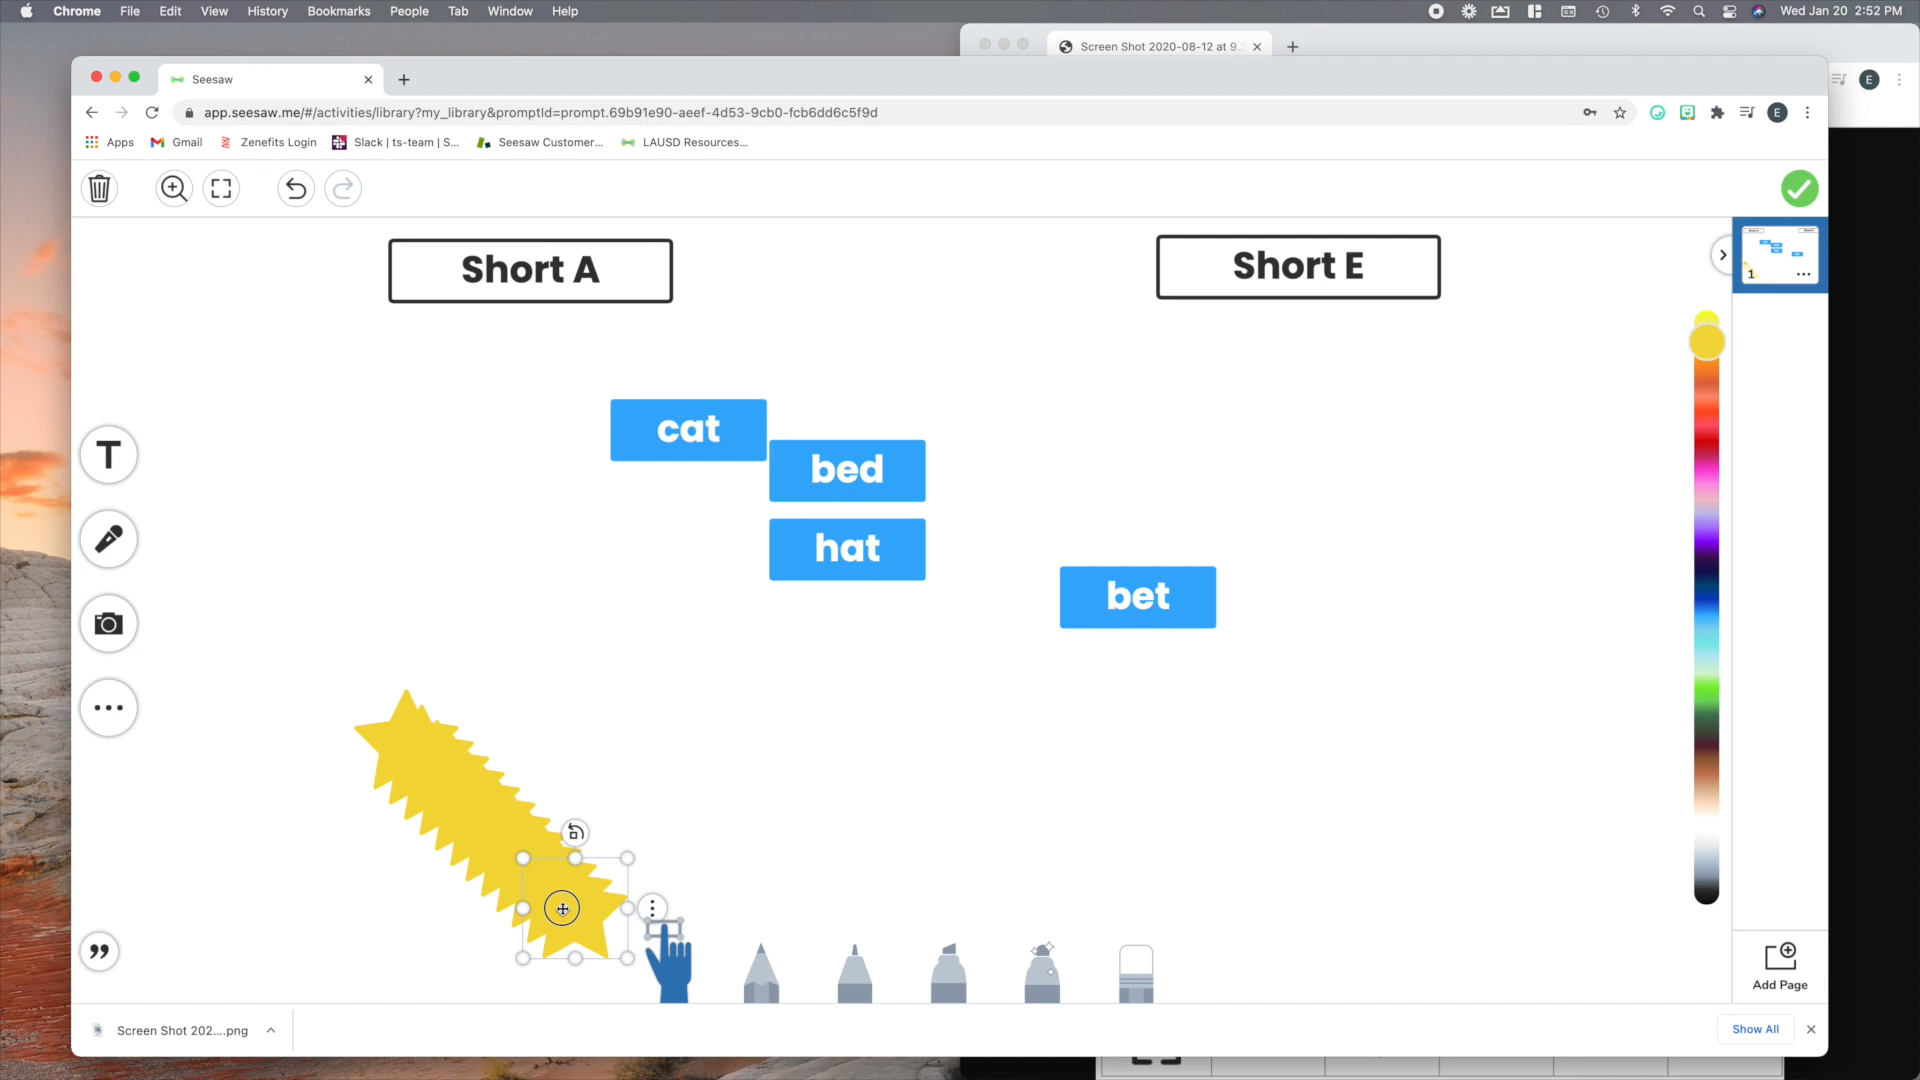 Chrome File Edit View History Bookmarks People Tab Window Help
Wed Jan 20 2:52 PM
Screen Shot 2020-08-12 at 9.
Seesaw
E
app.seesaw.me/#/activities/library?my_library&promptId=prompt.69b91e90-aeef-4d53-9cb0-fcb6dd6c5f9d
E
Apps Gmail Zenefits Login Slack | ts-team | S... Seesaw Customer... LAUSD Resources...
Short A
Short E
1
cat
bed
hat
bet
T
Add Page
Screen Shot 202....png
Show All